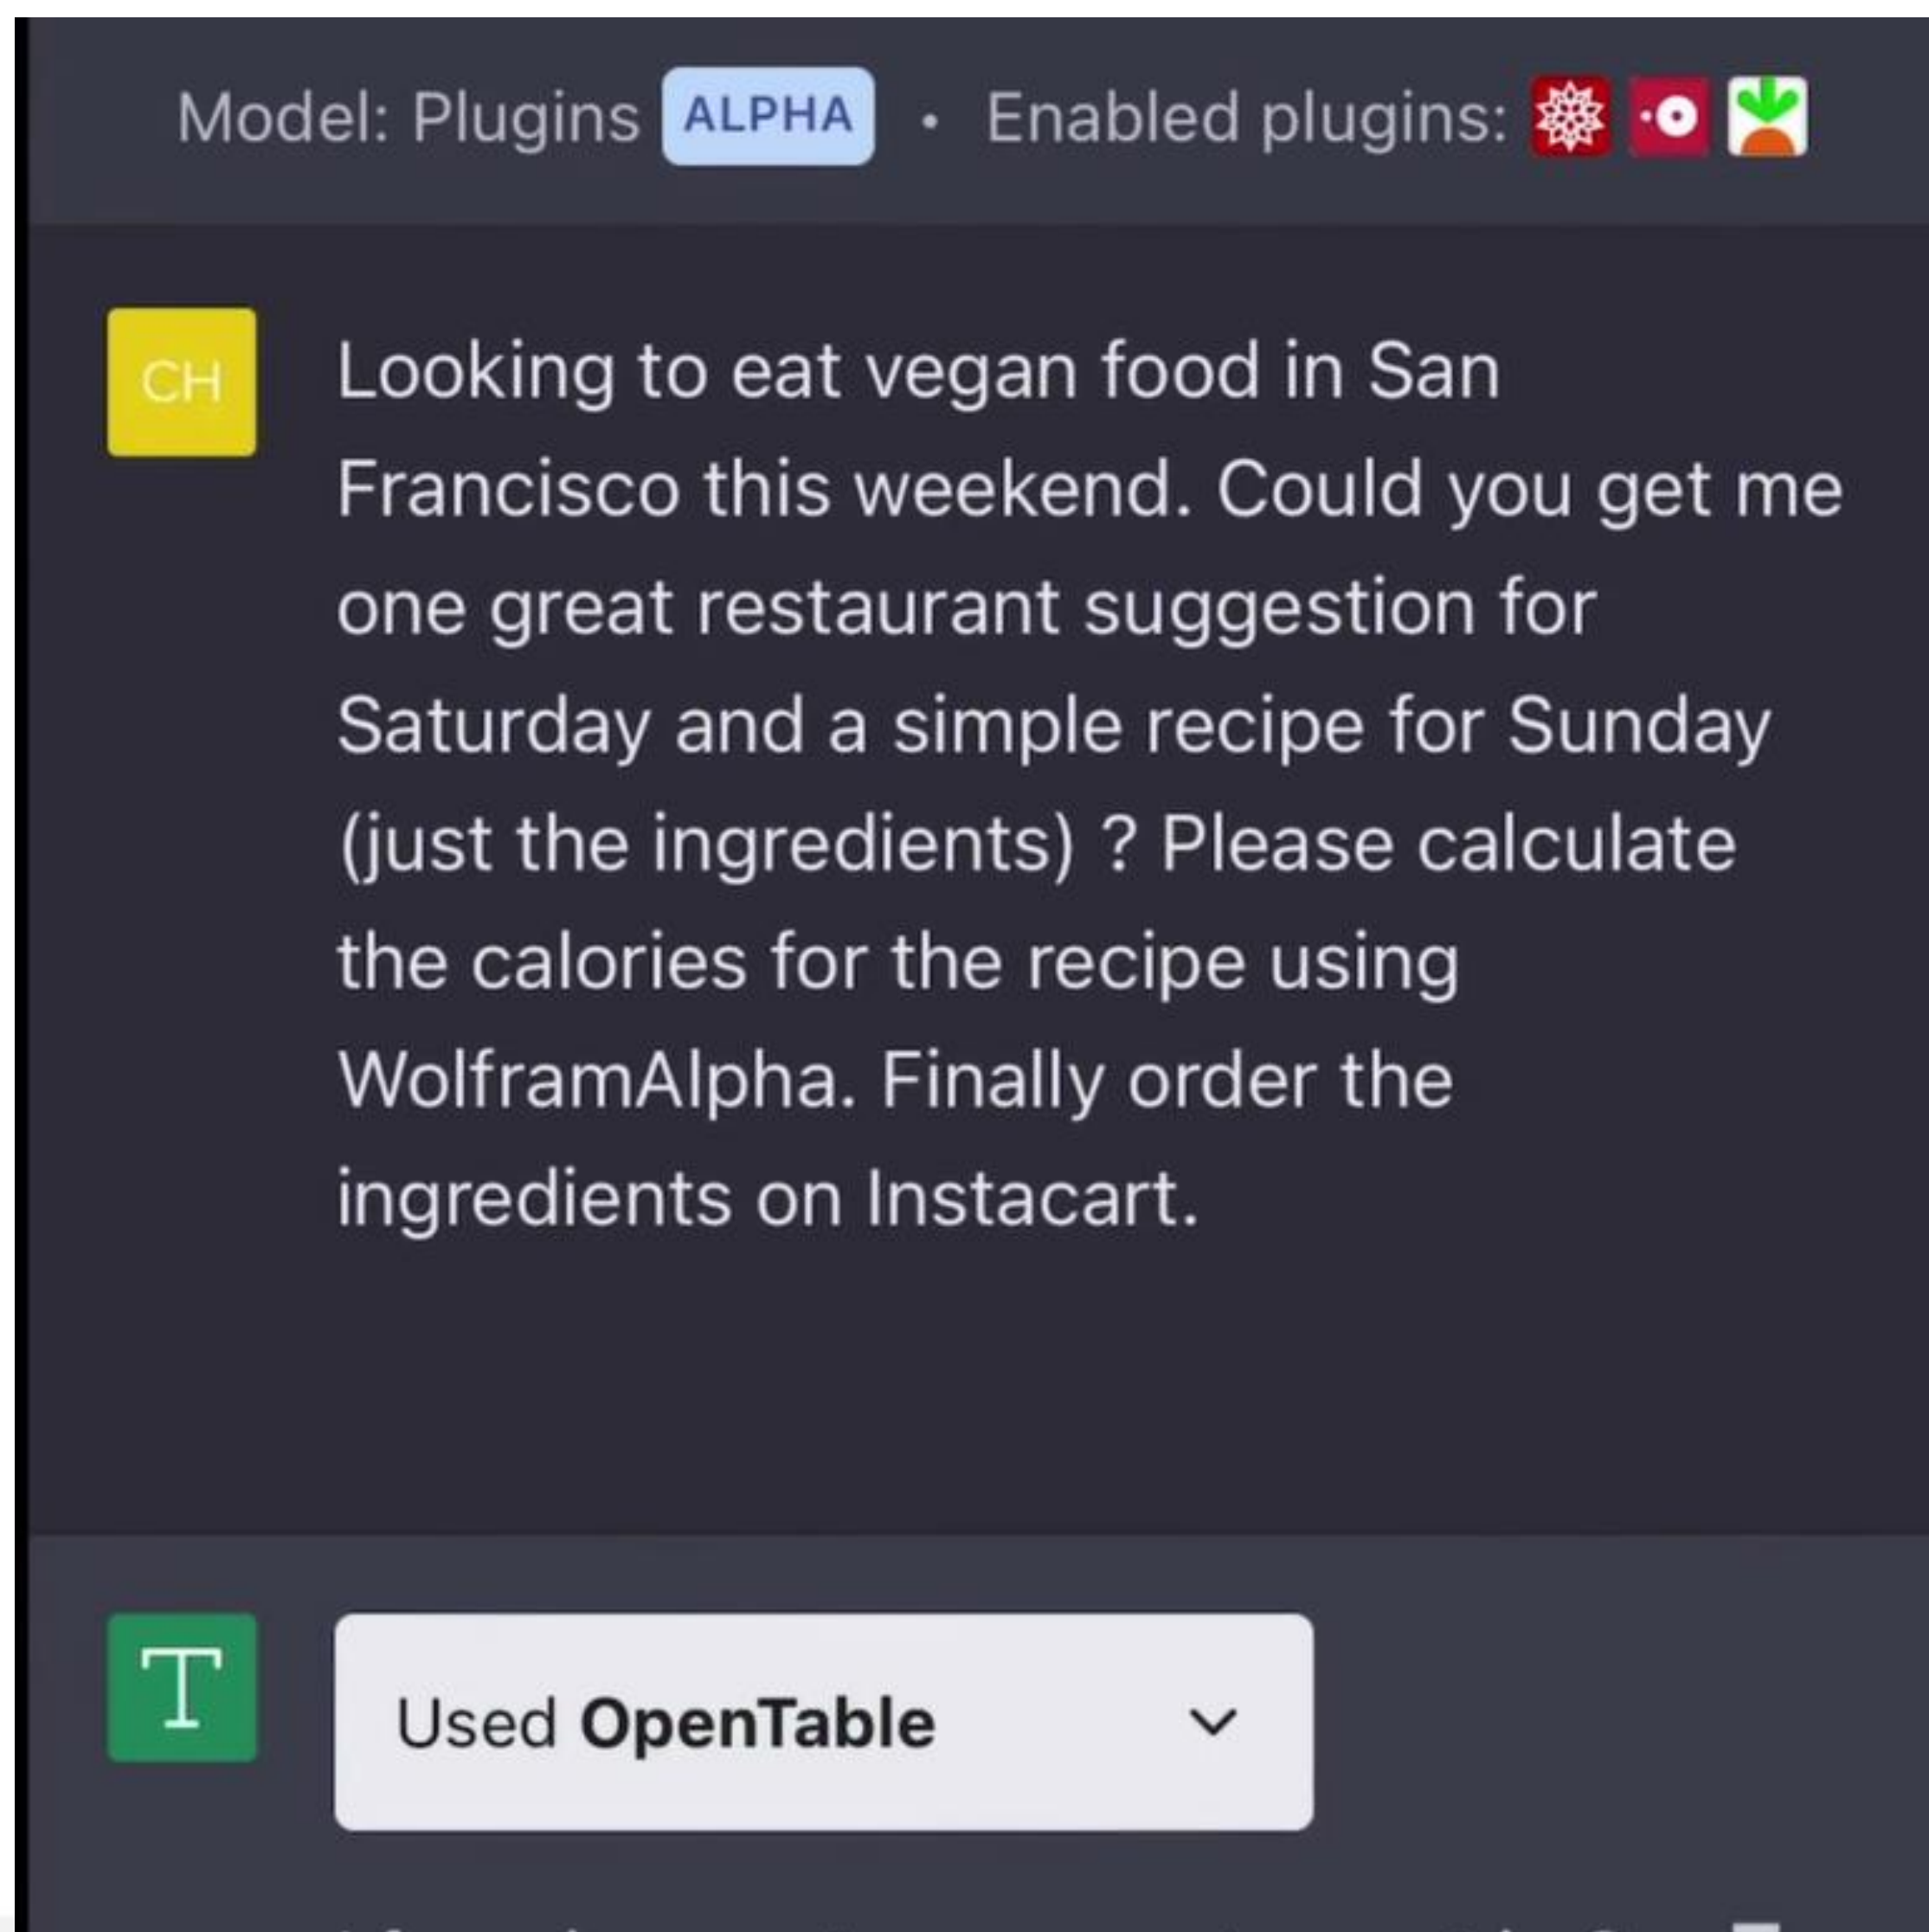 Model: Plugins ALPHA • Enabled plugins:
CH
Looking to eat vegan food in San
Francisco this weekend. Could you get me
one great restaurant suggestion for
Saturday and a simple recipe for Sunday
(just the ingredients) ? Please calculate
the calories for the recipe using
WolframAlpha. Finally order the
ingredients on Instacart.
T
Used OpenTable